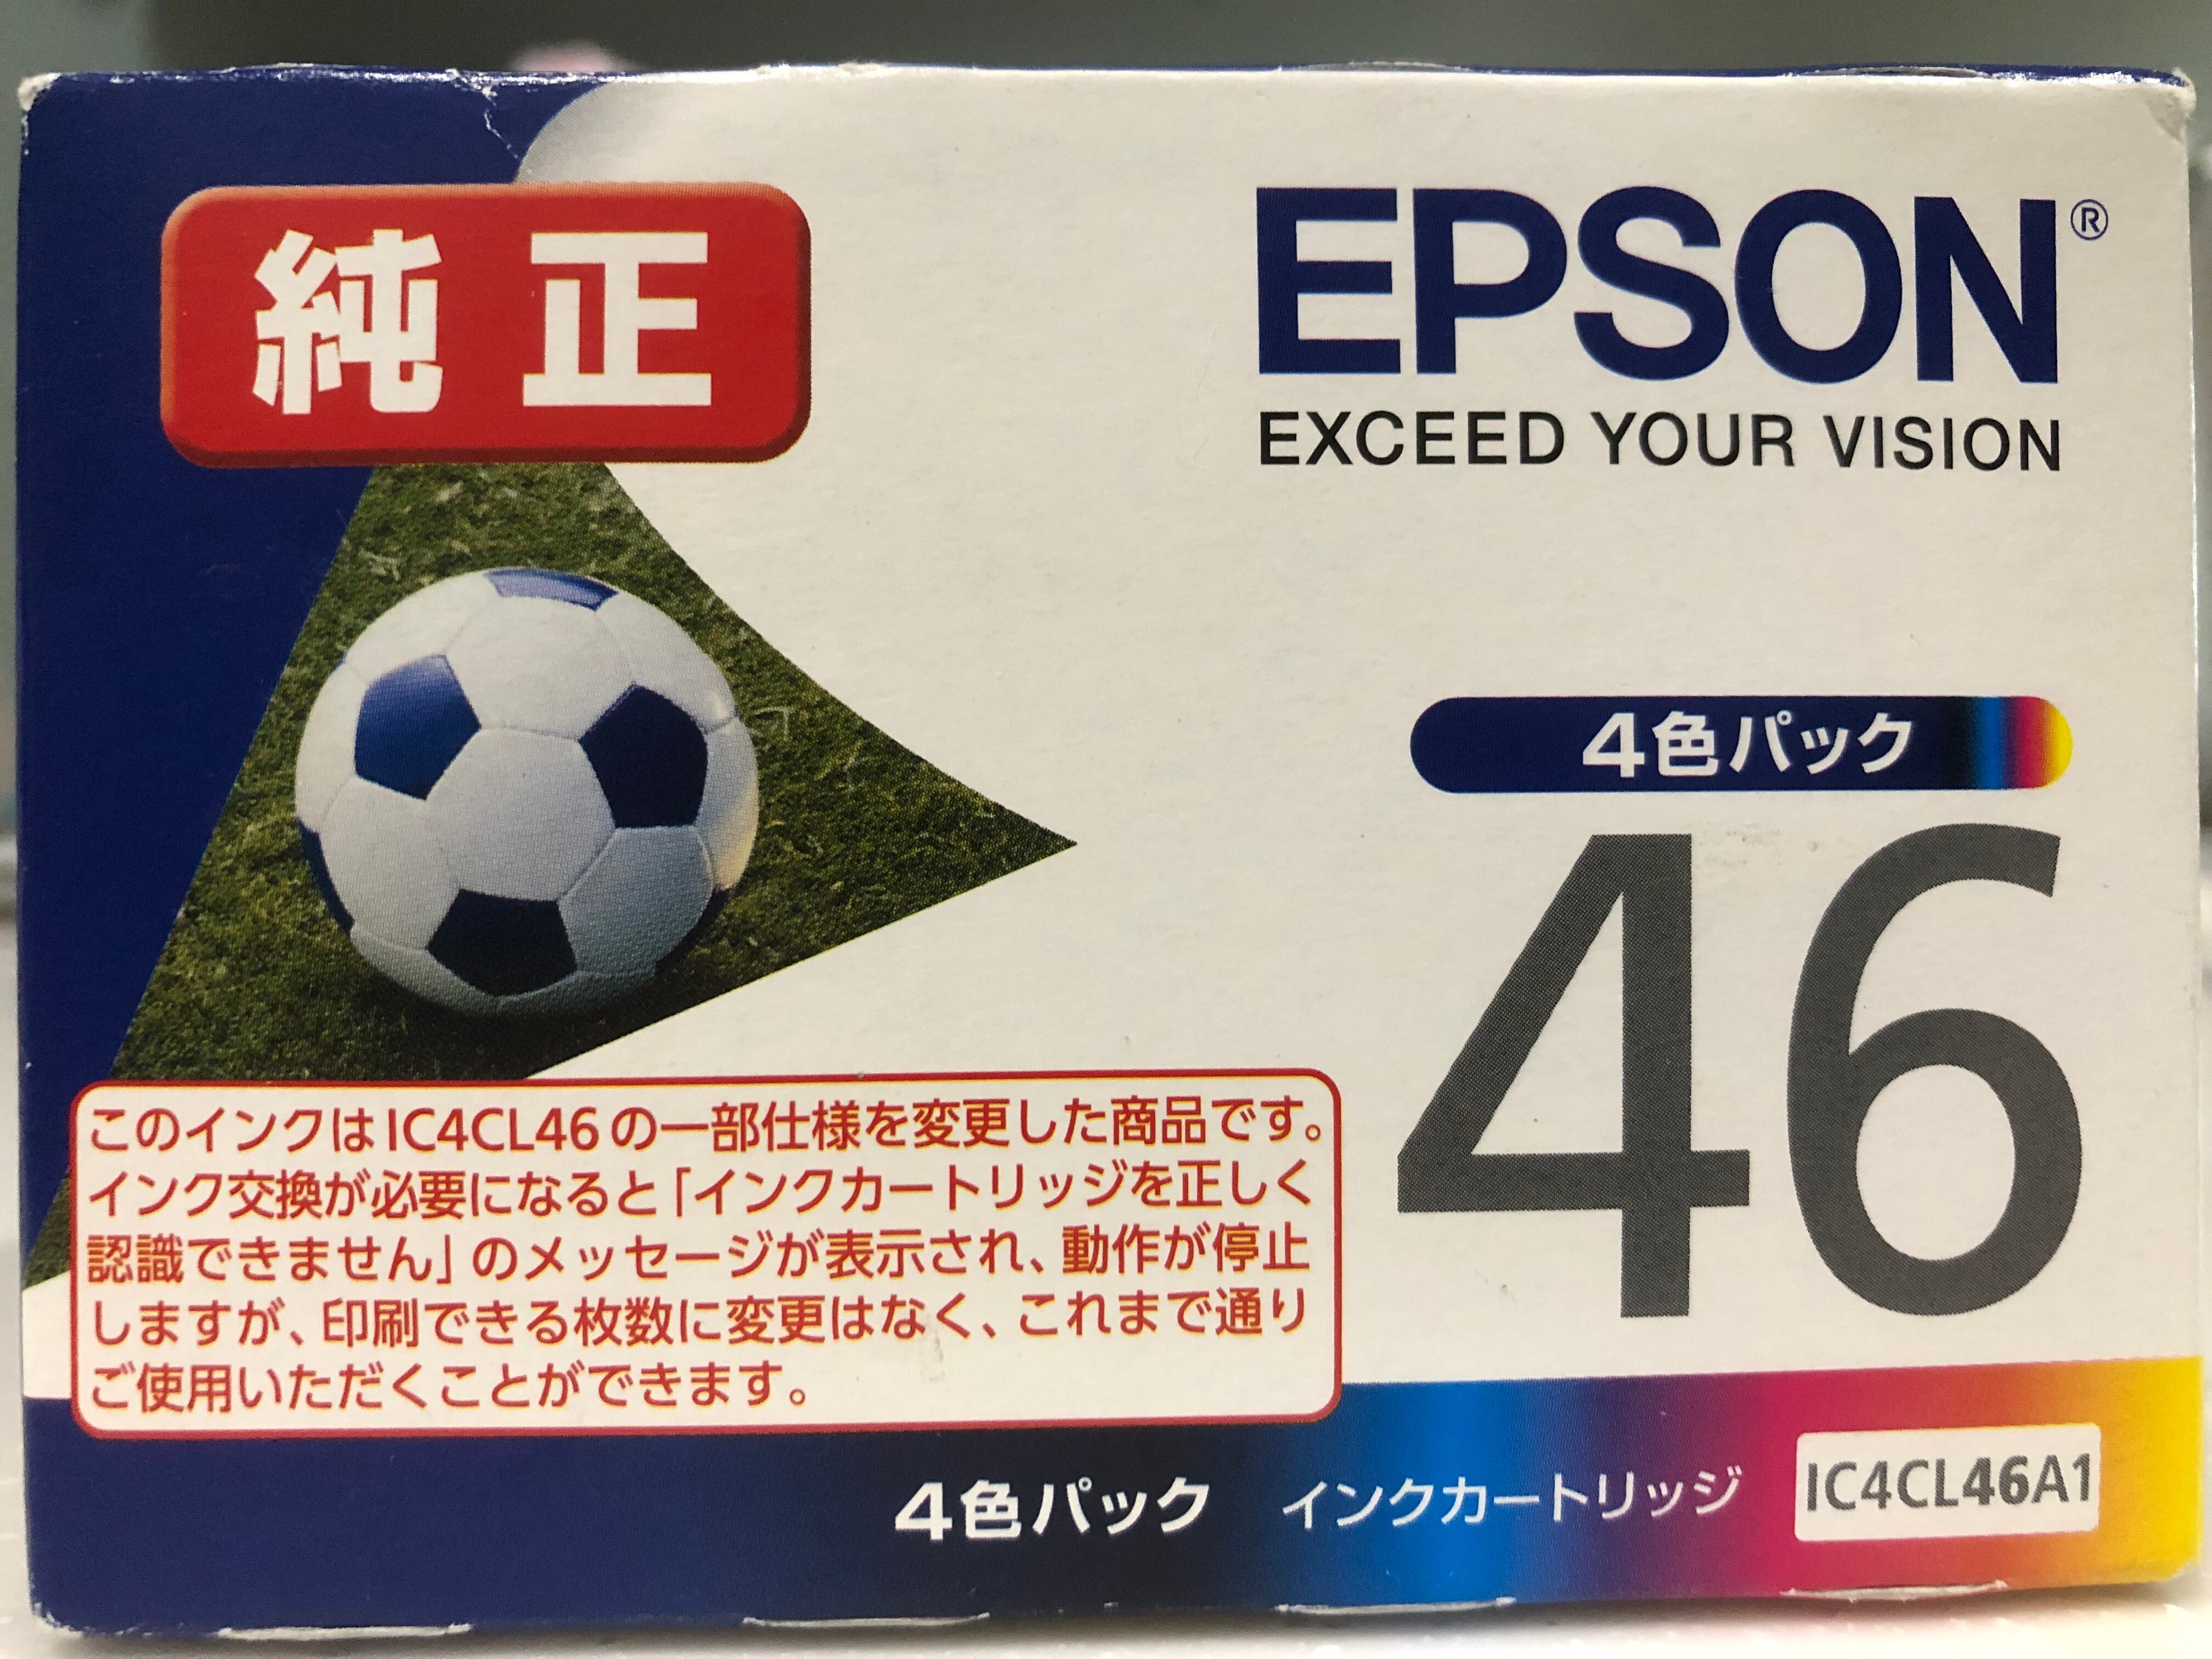 純正
EPSON®
EXCEED YOUR VISION
4色パック
46
このインクはIC4CL46の一部仕様を変更した商品です。
インク交換が必要になると「インクカートリッジを正しく
認識できません」のメッセージが表示され、動作が停止
しますが、印刷できる枚数に変更はなく、これまで通り
ご使用いただくことができます。
4色パック インクカートリッジ IC4CL46A1